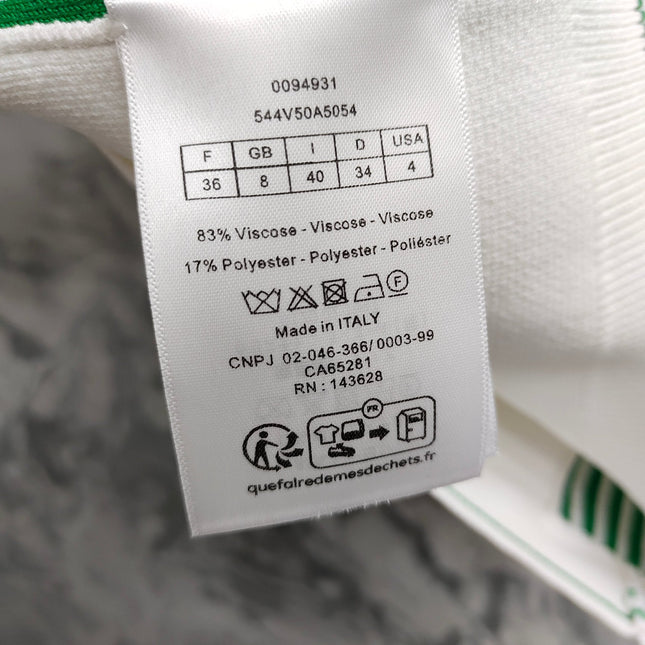 0094931
544V50A5054
F GB I D USA
36 8 40 34 4
83% Viscose - Viscose - Viscose
17% Polyester - Polyester - Poliéster
F
Made in ITALY
CNPJ 02-046-366/0003-99
CA65281
RN : 143628
FR
quefairedemesdechets.fr